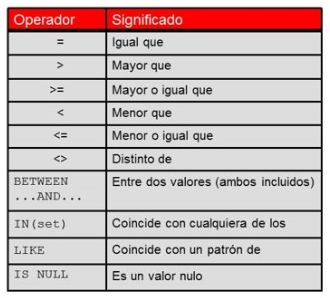 Operador Significado
= Igual que
> Mayor que
>= Mayor o igual que
< Menor que
<= Menor o igual que
<> Distinto de
BETWEEN Entre dos valores (ambos incluidos)
...AND...
IN(set) Coincide con cualquiera de los
LIKE Coincide con un patrón de
IS NULL Es un valor nulo